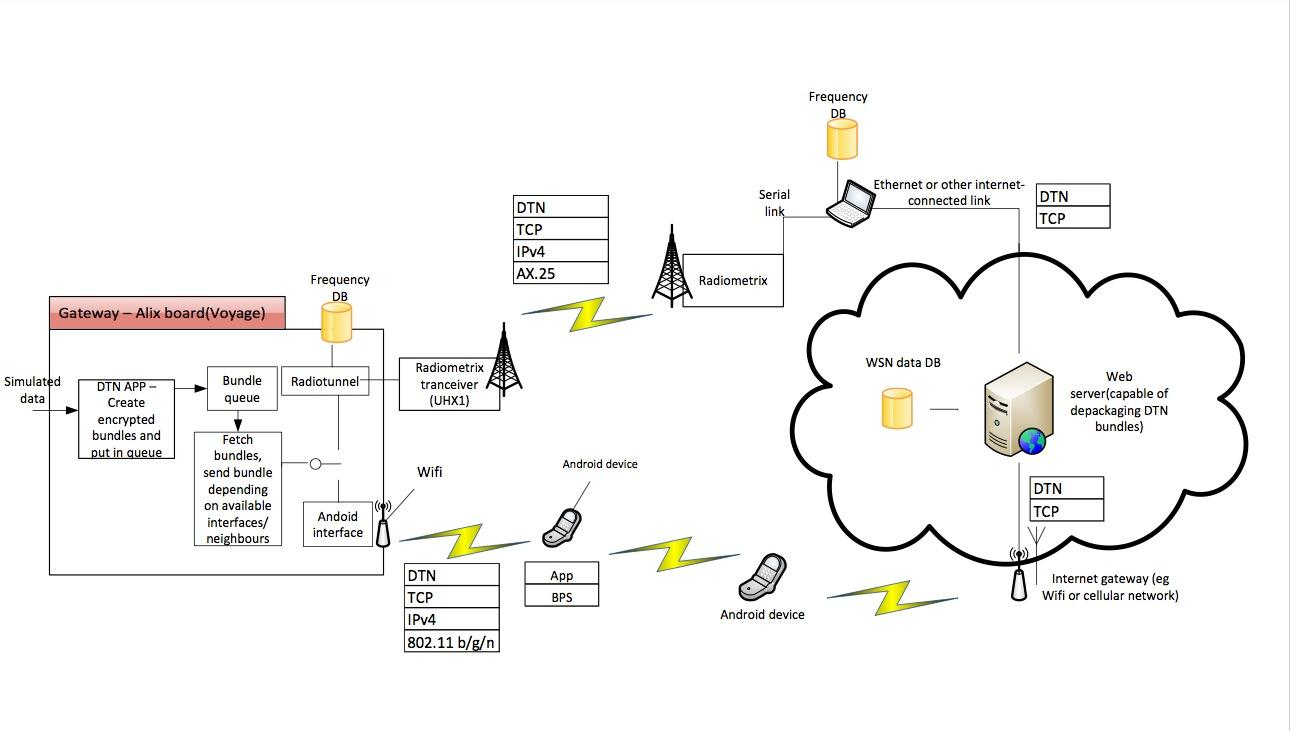 Frequency
DB
Serial
link
Ethernet or other internet-
connected link
DTN
TCP
DTN
TCP
IPv4
AX.25
Radiometrix
Frequency
DB
Gateway – Alix board(Voyage)
Simulated
data
DTN APP –
Create
encrypted
bundles and
put in queue
Bundle
queue
Radiotunnel
Radiometrix
tranceiver
(UHX1)
Fetch
bundles,
send bundle
depending
on available
interfaces/
neighbours
Andoid
interface
Wifi
Android device
DTN
TCP
IPv4
802.11 b/g/n
App
BPS
Android device
WSN data DB
Web
server(capable of
depackaging DTN
bundles)
DTN
TCP
Internet gateway (eg
Wifi or cellular network)